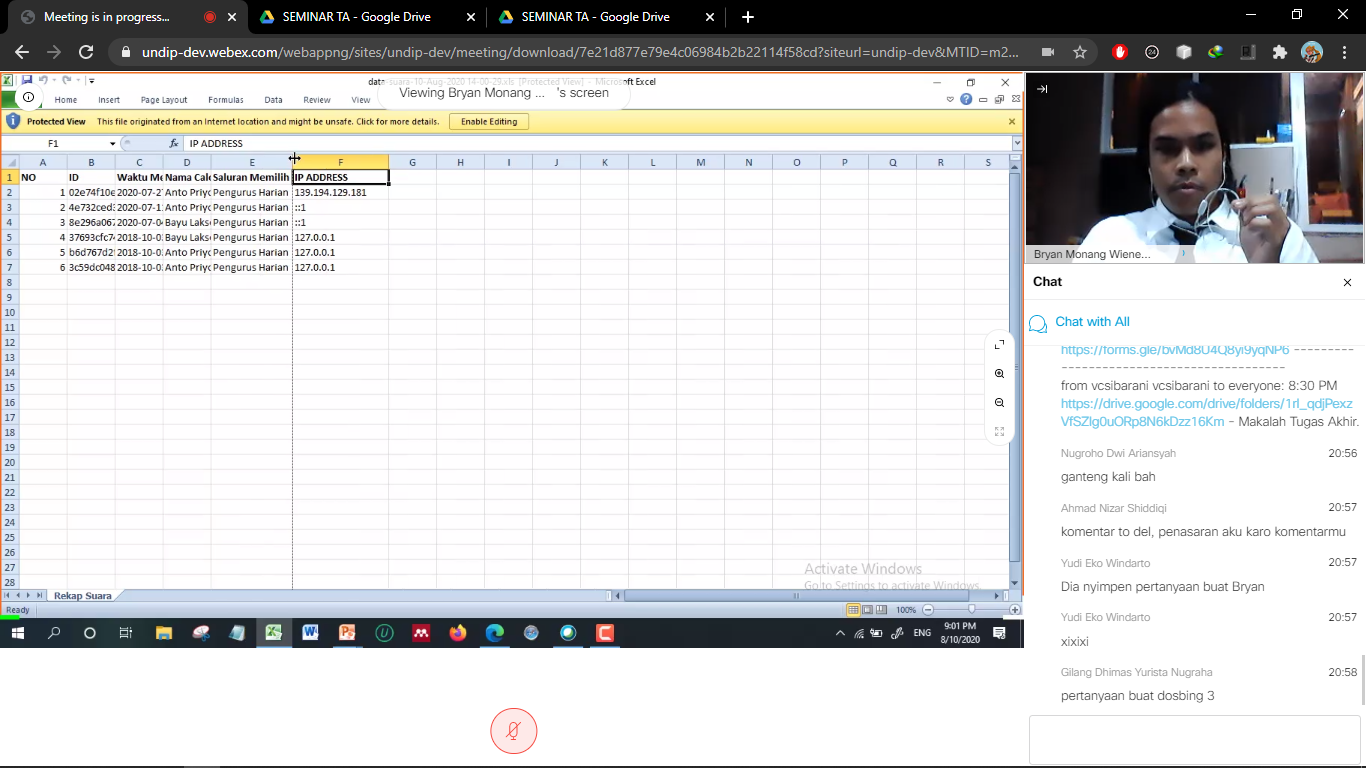 Meeting is in progress...
SEMINAR TA - Google Drive
SEMINAR TA - Google Drive
undip-dev.webex.com/webappng/sites/undip-dev/meeting/download/7e21d877e79e4c06984b2b22114f58cd?siteurl=undip-dev&MTID=m2...
data-suara-10-Aug-2020 14-00-29.xls [Protected View] - Microsoft Excel
Viewing Bryan Monang ... 's screen
Home Insert Page Layout Formulas Data Review View
Protected View This file originated from an Internet location and might be unsafe. Click for more details. Enable Editing
F1 fx IP ADDRESS
A B C D E F G H I J K L M N O P Q R S
1 NO ID Waktu Me Nama Calo Saluran Memilih IP ADDRESS
2 1 02e74f10e 2020-07-2 Anto Priyo Pengurus Harian 139.194.129.181
3 2 4e732ced 2020-07-1 Anto Priyo Pengurus Harian ::1
4 3 8e296a067 2020-07-0 Bayu Laks Pengurus Harian ::1
5 4 37693cfc7 2018-10-0 Bayu Laks Pengurus Harian 127.0.0.1
6 5 b6d767d2 2018-10-0 Anto Priyo Pengurus Harian 127.0.0.1
7 6 3c59dc048 2018-10-0 Anto Priyo Pengurus Harian 127.0.0.1
8
9
10
11
12
13
14
15
16
17
18
19
20
21
22
23
24
25
26
27
28
Activate Windows
Go to Settings to activate Windows.
Rekap Suara
Ready 100%
ENG
9:01 PM
8/10/2020
Bryan Monang Wiene...
Chat
Chat with All
https://forms.gle/bvMd8U4Q8yi9yqNP6 ---------
---------------------------------
from vcsibarani vcsibarani to everyone: 8:30 PM
https://drive.google.com/drive/folders/1rI_qdjPexz
VfSZlg0uORp8N6kDzz16Km - Makalah Tugas Akhir.
Nugroho Dwi Ariansyah 20:56
ganteng kali bah
Ahmad Nizar Shiddiqi 20:57
komentar to del, penasaran aku karo komentarmu
Yudi Eko Windarto 20:57
Dia nyimpen pertanyaan buat Bryan
Yudi Eko Windarto 20:57
xixixi
Gilang Dhimas Yurista Nugraha 20:58
pertanyaan buat dosbing 3